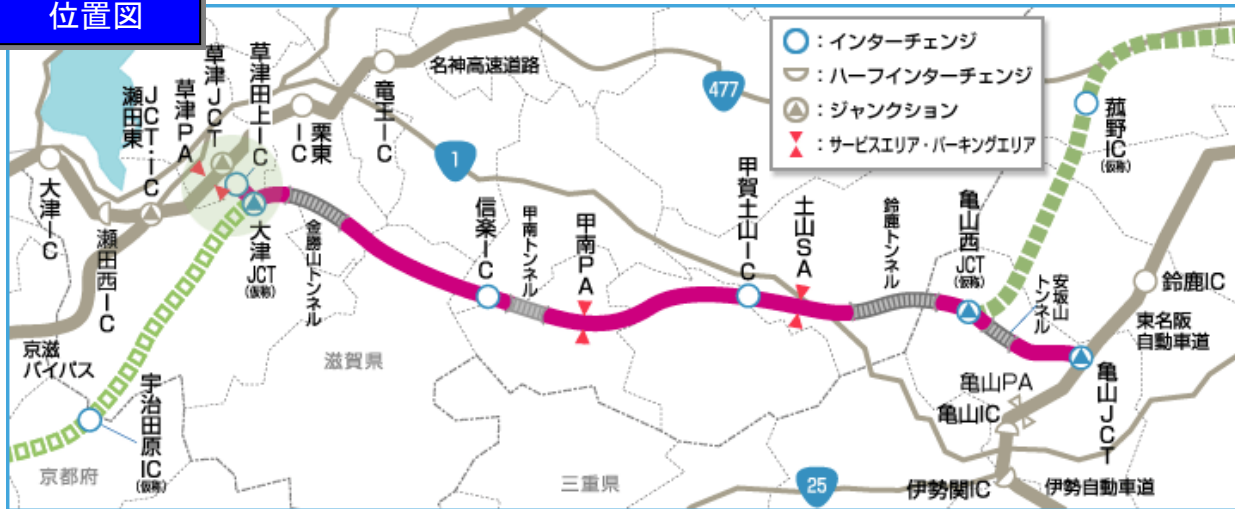 位置図
：インターチェンジ
：ハーフインターチェンジ
：ジャンクション
：サービスエリア・パーキングエリア
名神高速道路
477
1
25
竜王IC
栗東IC
草津田上IC
草津JCT
草津PA
瀬田東JCT・IC
大津IC
瀬田西IC
大津JCT(仮称)
金勝山トンネル
信楽IC
甲南トンネル
甲南PA
甲賀土山IC
土山SA
鈴鹿トンネル
亀山西JCT(仮称)
安坂山トンネル
菰野IC(仮称)
鈴鹿IC
東名阪
自動車道
亀山PA
亀山IC
亀山JCT
伊勢関IC
伊勢自動車道
京滋
バイパス
宇治田原IC(仮称)
滋賀県
京都府
三重県